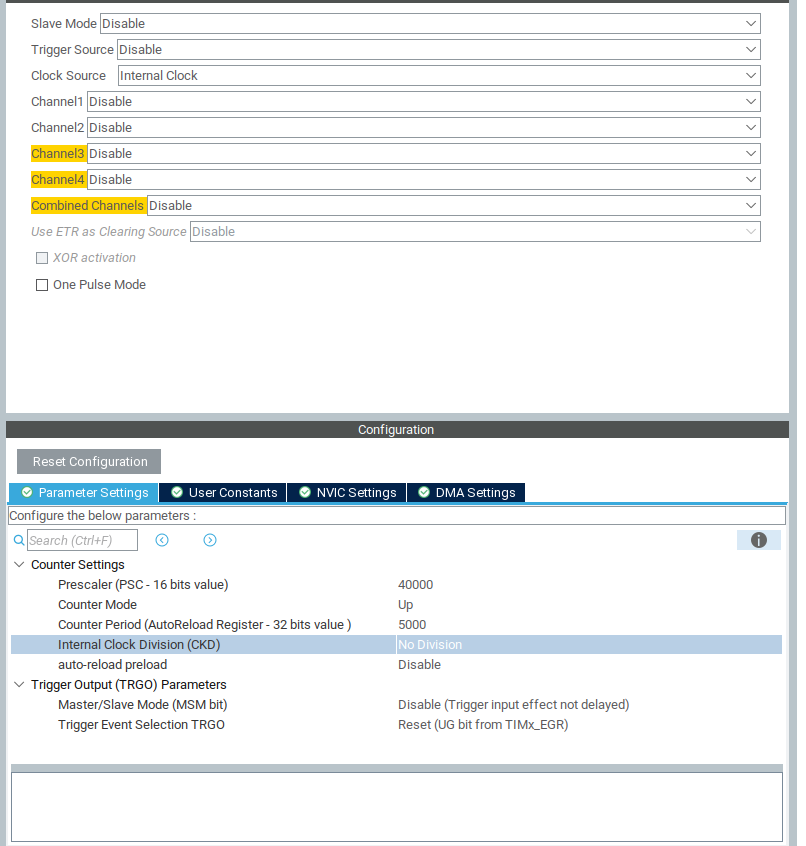 Slave Mode Disable
Trigger Source Disable
Clock Source Internal Clock
Channel1 Disable
Channel2 Disable
Channel3 Disable
Channel4 Disable
Combined Channels Disable
Use ETR as Clearing Source Disable
XOR activation
One Pulse Mode
Configuration
Reset Configuration
Parameter Settings User Constants NVIC Settings DMA Settings
Configure the below parameters :
Search (Ctrl+F)
Counter Settings
Prescaler (PSC - 16 bits value) 40000
Counter Mode Up
Counter Period (AutoReload Register - 32 bits value ) 5000
Internal Clock Division (CKD) No Division
auto-reload preload Disable
Trigger Output (TRGO) Parameters
Master/Slave Mode (MSM bit) Disable (Trigger input effect not delayed)
Trigger Event Selection TRGO Reset (UG bit from TIMx_EGR)